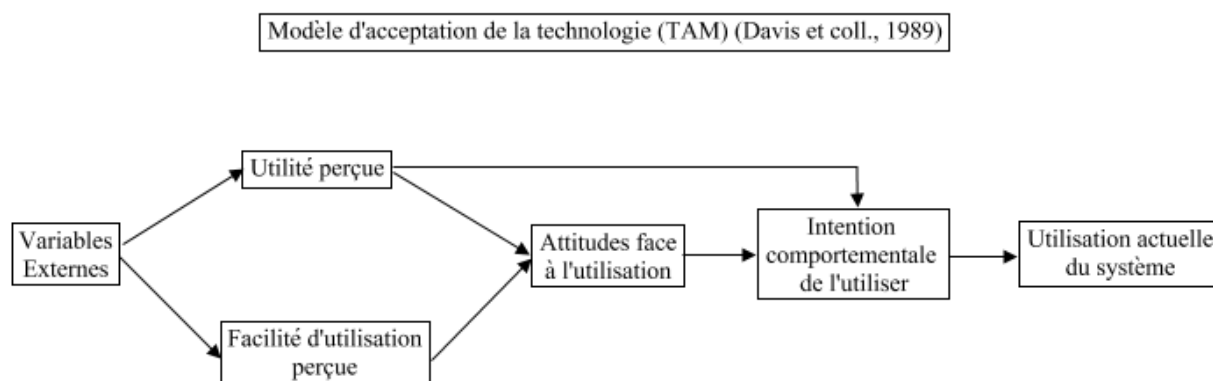 Modèle d'acceptation de la technologie (TAM) (Davis et coll., 1989)
Utilité perçue
Variables
Externes
Attitudes face
à l'utilisation
Intention
comportementale
de l'utiliser
Utilisation actuelle
du système
Facilité d'utilisation
perçue